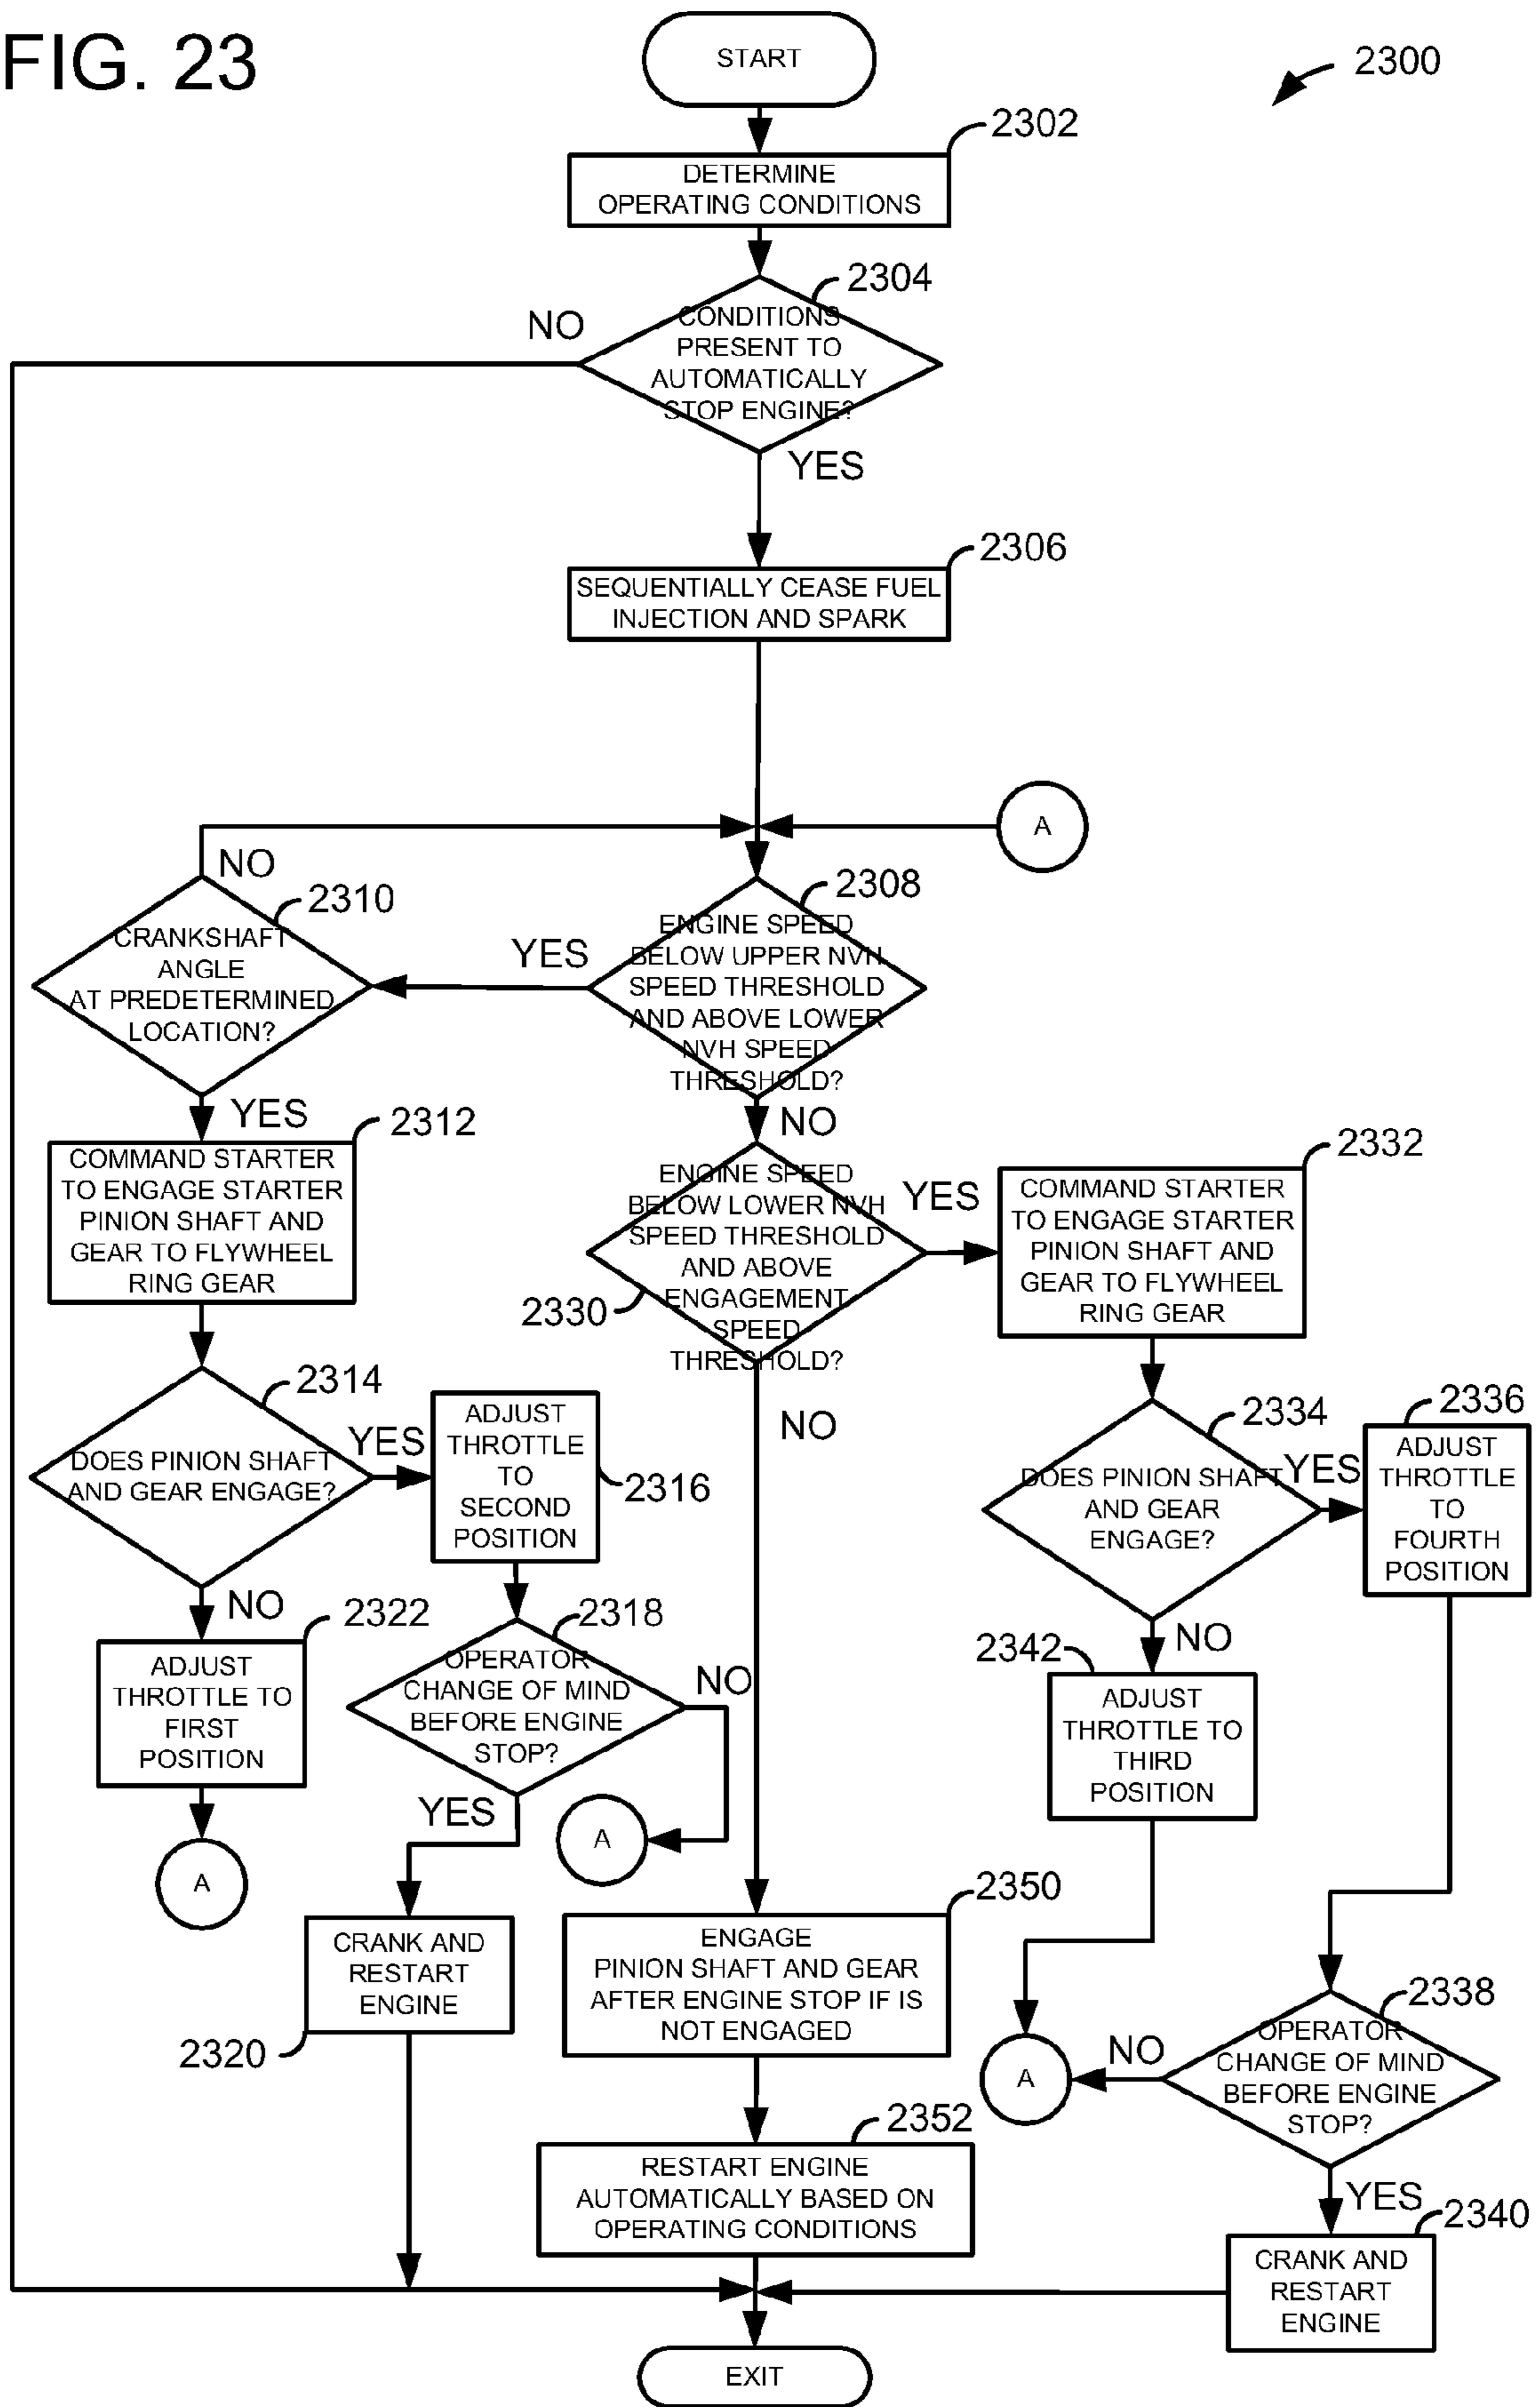 FIG. 23
START
2300
2302
DETERMINE
OPERATING CONDITIONS
2304
NO
CONDITIONS
PRESENT TO
AUTOMATICALLY
STOP ENGINE?
YES
2306
SEQUENTIALLY CEASE FUEL
INJECTION AND SPARK
A
NO
2310
CRANKSHAFT
ANGLE
AT PREDETERMINED
LOCATION?
YES
2308
ENGINE SPEED
BELOW UPPER NVH
SPEED THRESHOLD
AND ABOVE LOWER
NVH SPEED
THRESHOLD?
YES
NO
2312
COMMAND STARTER
TO ENGAGE STARTER
PINION SHAFT AND
GEAR TO FLYWHEEL
RING GEAR
ENGINE SPEED
BELOW LOWER NVH
SPEED THRESHOLD
AND ABOVE
ENGAGEMENT
SPEED
THRESHOLD?
2330
YES
NO
2332
COMMAND STARTER
TO ENGAGE STARTER
PINION SHAFT AND
GEAR TO FLYWHEEL
RING GEAR
2314
DOES PINION SHAFT
AND GEAR ENGAGE?
YES
ADJUST
THROTTLE
TO
SECOND
POSITION
2316
2334
DOES PINION SHAFT
AND GEAR
ENGAGE?
YES
2336
ADJUST
THROTTLE
TO
FOURTH
POSITION
NO
2322
ADJUST
THROTTLE TO
FIRST
POSITION
A
2318
OPERATOR
CHANGE OF MIND
BEFORE ENGINE
STOP?
NO
A
YES
CRANK AND
RESTART
ENGINE
2320
NO
2342
ADJUST
THROTTLE TO
THIRD
POSITION
2350
ENGAGE
PINION SHAFT AND GEAR
AFTER ENGINE STOP IF IS
NOT ENGAGED
A
NO
2338
OPERATOR
CHANGE OF MIND
BEFORE ENGINE
STOP?
2352
RESTART ENGINE
AUTOMATICALLY BASED ON
OPERATING CONDITIONS
YES
2340
CRANK AND
RESTART
ENGINE
EXIT